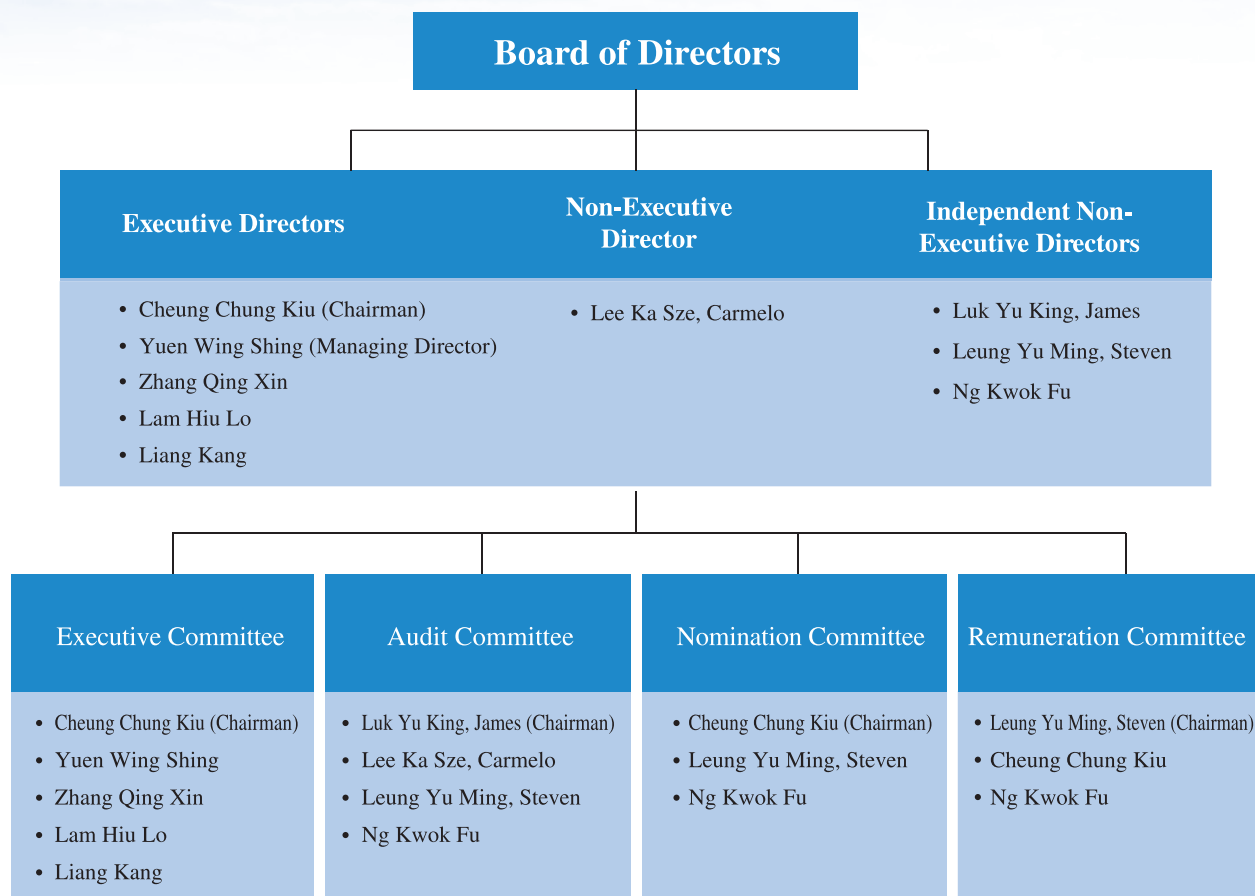 Board of Directors
Executive Directors
• Cheung Chung Kiu (Chairman)
• Yuen Wing Shing (Managing Director)
• Zhang Qing Xin
• Lam Hiu Lo
• Liang Kang
Non-Executive
Director
• Lee Ka Sze, Carmelo
Independent Non-
Executive Directors
• Luk Yu King, James
• Leung Yu Ming, Steven
• Ng Kwok Fu
Executive Committee
• Cheung Chung Kiu (Chairman)
• Yuen Wing Shing
• Zhang Qing Xin
• Lam Hiu Lo
• Liang Kang
Audit Committee
• Luk Yu King, James (Chairman)
• Lee Ka Sze, Carmelo
• Leung Yu Ming, Steven
• Ng Kwok Fu
Nomination Committee
• Cheung Chung Kiu (Chairman)
• Leung Yu Ming, Steven
• Ng Kwok Fu
Remuneration Committee
• Leung Yu Ming, Steven (Chairman)
• Cheung Chung Kiu
• Ng Kwok Fu